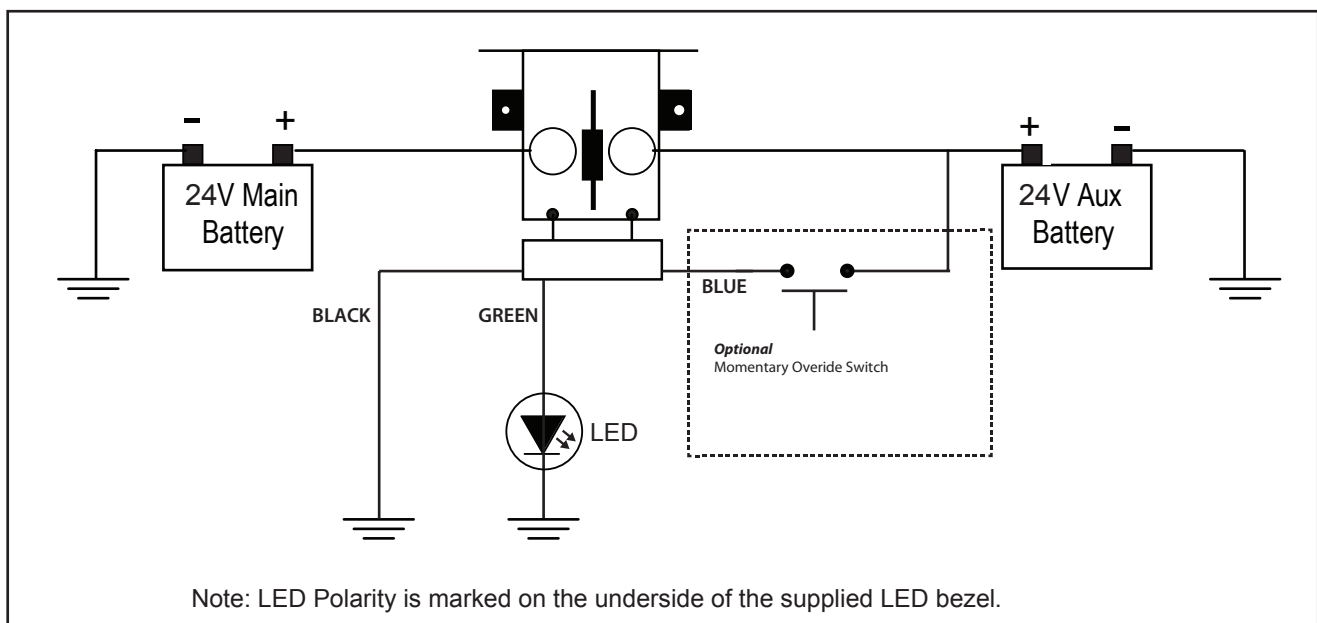 - +
+ -
24V Main
Battery
24V Aux
Battery
BLUE
BLACK
GREEN
Optional
Momentary Overide Switch
LED
Note: LED Polarity is marked on the underside of the supplied LED bezel.